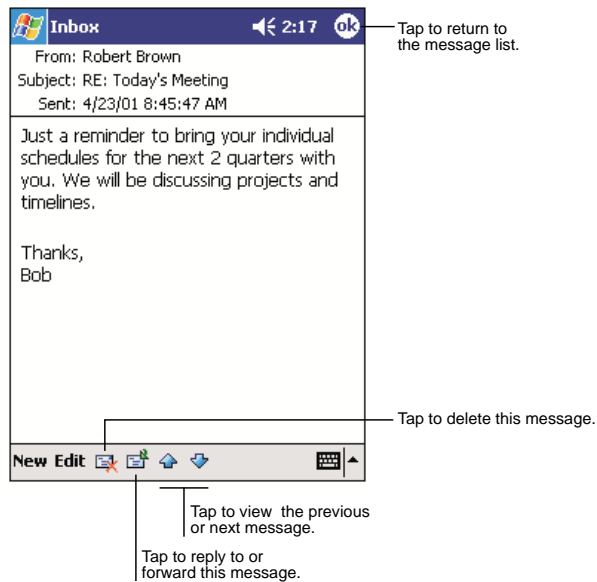 Inbox 2:17 ok
Tap to return to
the message list.
From: Robert Brown
Subject: RE: Today's Meeting
Sent: 4/23/01 8:45:47 AM
Just a reminder to bring your individual
schedules for the next 2 quarters with
you. We will be discussing projects and
timelines.
Thanks,
Bob
Tap to delete this message.
New Edit
Tap to view the previous
or next message.
Tap to reply to or
forward this message.